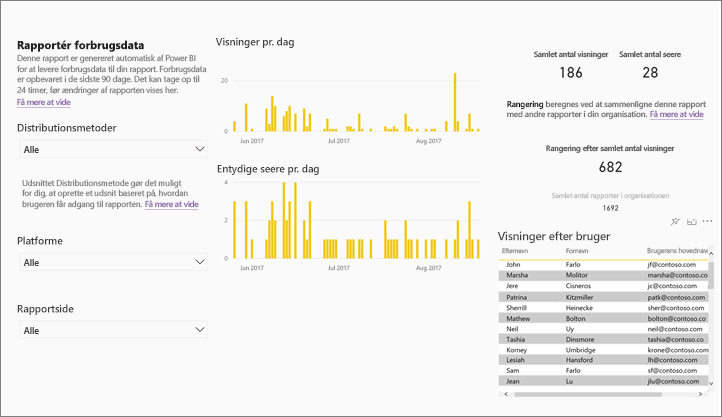 Rapportér forbrugsdata
Denne rapport er genereret automatisk af Power BI
for at levere forbrugsdata til din rapport. Forbrugsdata
er opbevaret i de sidste 90 dage. Det kan tage op til
24 timer, før ændringer af rapporten vises her.
Få mere at vide
Distributionsmetoder
Alle
Udsnittet Distributionsmetode gør det muligt
for dig, at oprette et udsnit baseret på, hvordan
brugeren får adgang til rapporten. Få mere at vide
Platforme
Alle
Rapportside
Alle
Visninger pr. dag
20
0
Jun 2017 Jul 2017 Aug 2017
Entydige seere pr. dag
4
2
0
Jun 2017 Jul 2017 Aug 2017
Samlet antal visninger Samlet antal seere
186 28
Rangering beregnes ved at sammenligne denne rapport
med andre rapporter i din organisation. Få mere at vide
Rangering efter samlet antal visninger
682
Samlet antal rapporter i organisationen
1692
Visninger efter bruger
Efternavn Fornavn Brugerens hovednavn
John Farlo jf@contoso.com
Marsha Molitor marsha@contoso.co
Jere Cisneros jc@contoso.com
Patrina Kitzmiller patk@contoso.com
Sherrill Heinecke sher@contoso.com
Mathew Bolton bolton@contoso.co
Neil Uy neil@contoso.com
Tashia Dinsmore tashia@contoso.co
Korney Umbridge krone@contoso.com
Lesiah Hansford lh@contoso.com
Sam Farlo sf@contoso.com
Jean Lu jlu@contoso.com